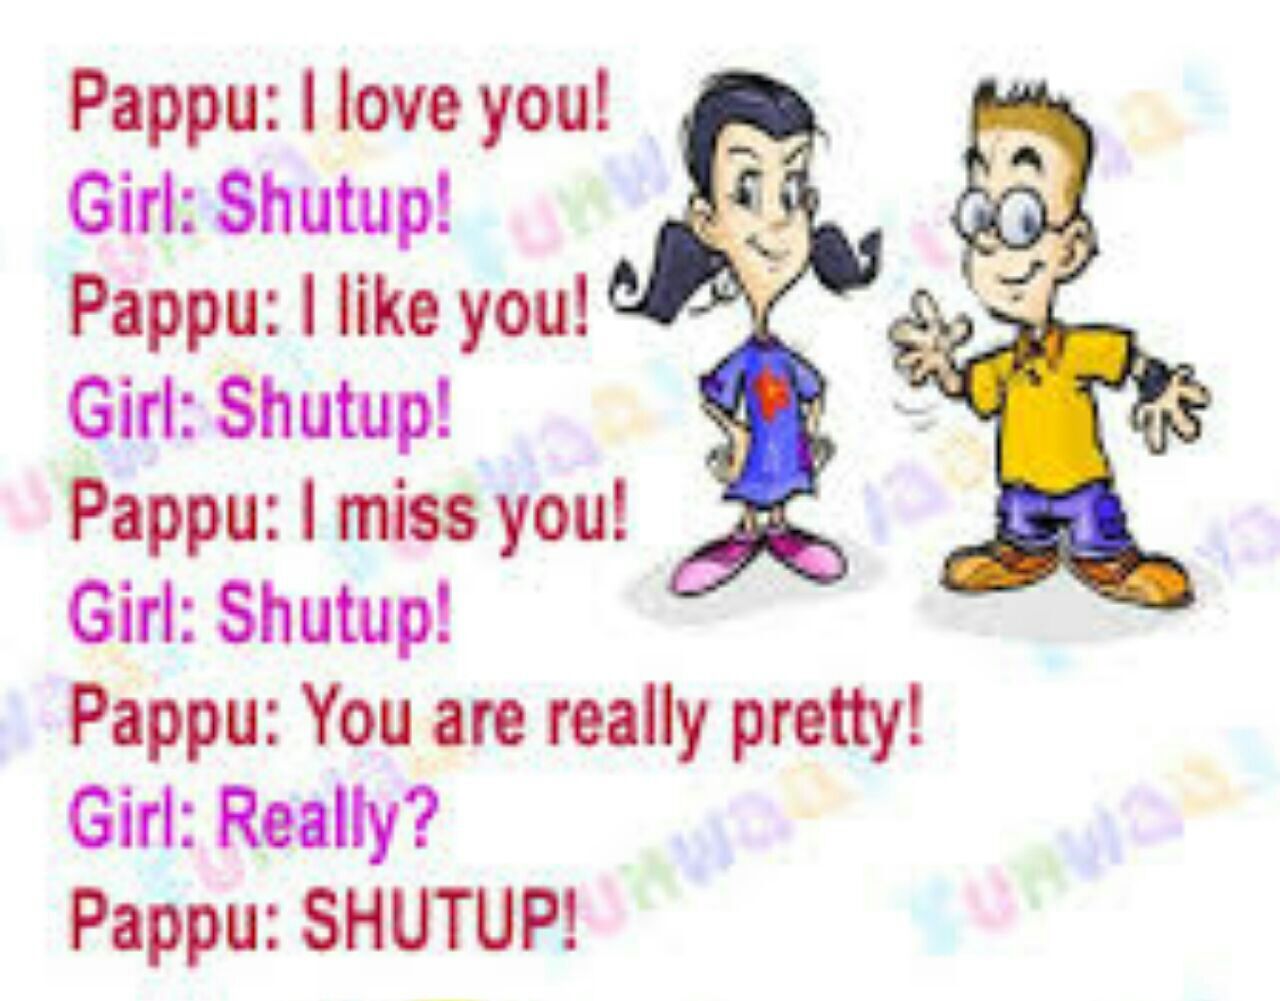 Pappu: I love you!
Girl: Shutup!
Pappu: I like you!
Girl: Shutup!
Pappu: I miss you!
Girl: Shutup!
Pappu: You are really pretty!
Girl: Really?
Pappu: SHUTUP!